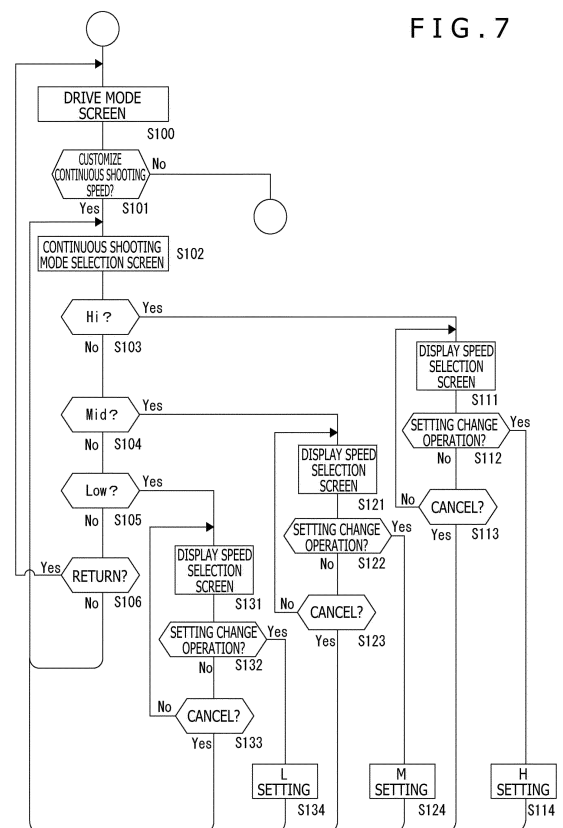 FIG.7
DRIVE MODE
SCREEN
S100
CUSTOMIZE
CONTINUOUS SHOOTING
SPEED?
No
Yes
S101
CONTINUOUS SHOOTING
MODE SELECTION SCREEN
S102
Hi?
Yes
No
S103
DISPLAY SPEED
SELECTION
SCREEN
S111
SETTING CHANGE
OPERATION?
Yes
No
S112
CANCEL?
No
Yes
S113
Mid?
Yes
No
S104
DISPLAY SPEED
SELECTION
SCREEN
S121
SETTING CHANGE
OPERATION?
Yes
No
S122
CANCEL?
No
Yes
S123
Low?
Yes
No
S105
DISPLAY SPEED
SELECTION
SCREEN
S131
SETTING CHANGE
OPERATION?
Yes
No
S132
CANCEL?
No
Yes
S133
RETURN?
Yes
No
S106
L
SETTING
S134
M
SETTING
S124
H
SETTING
S114